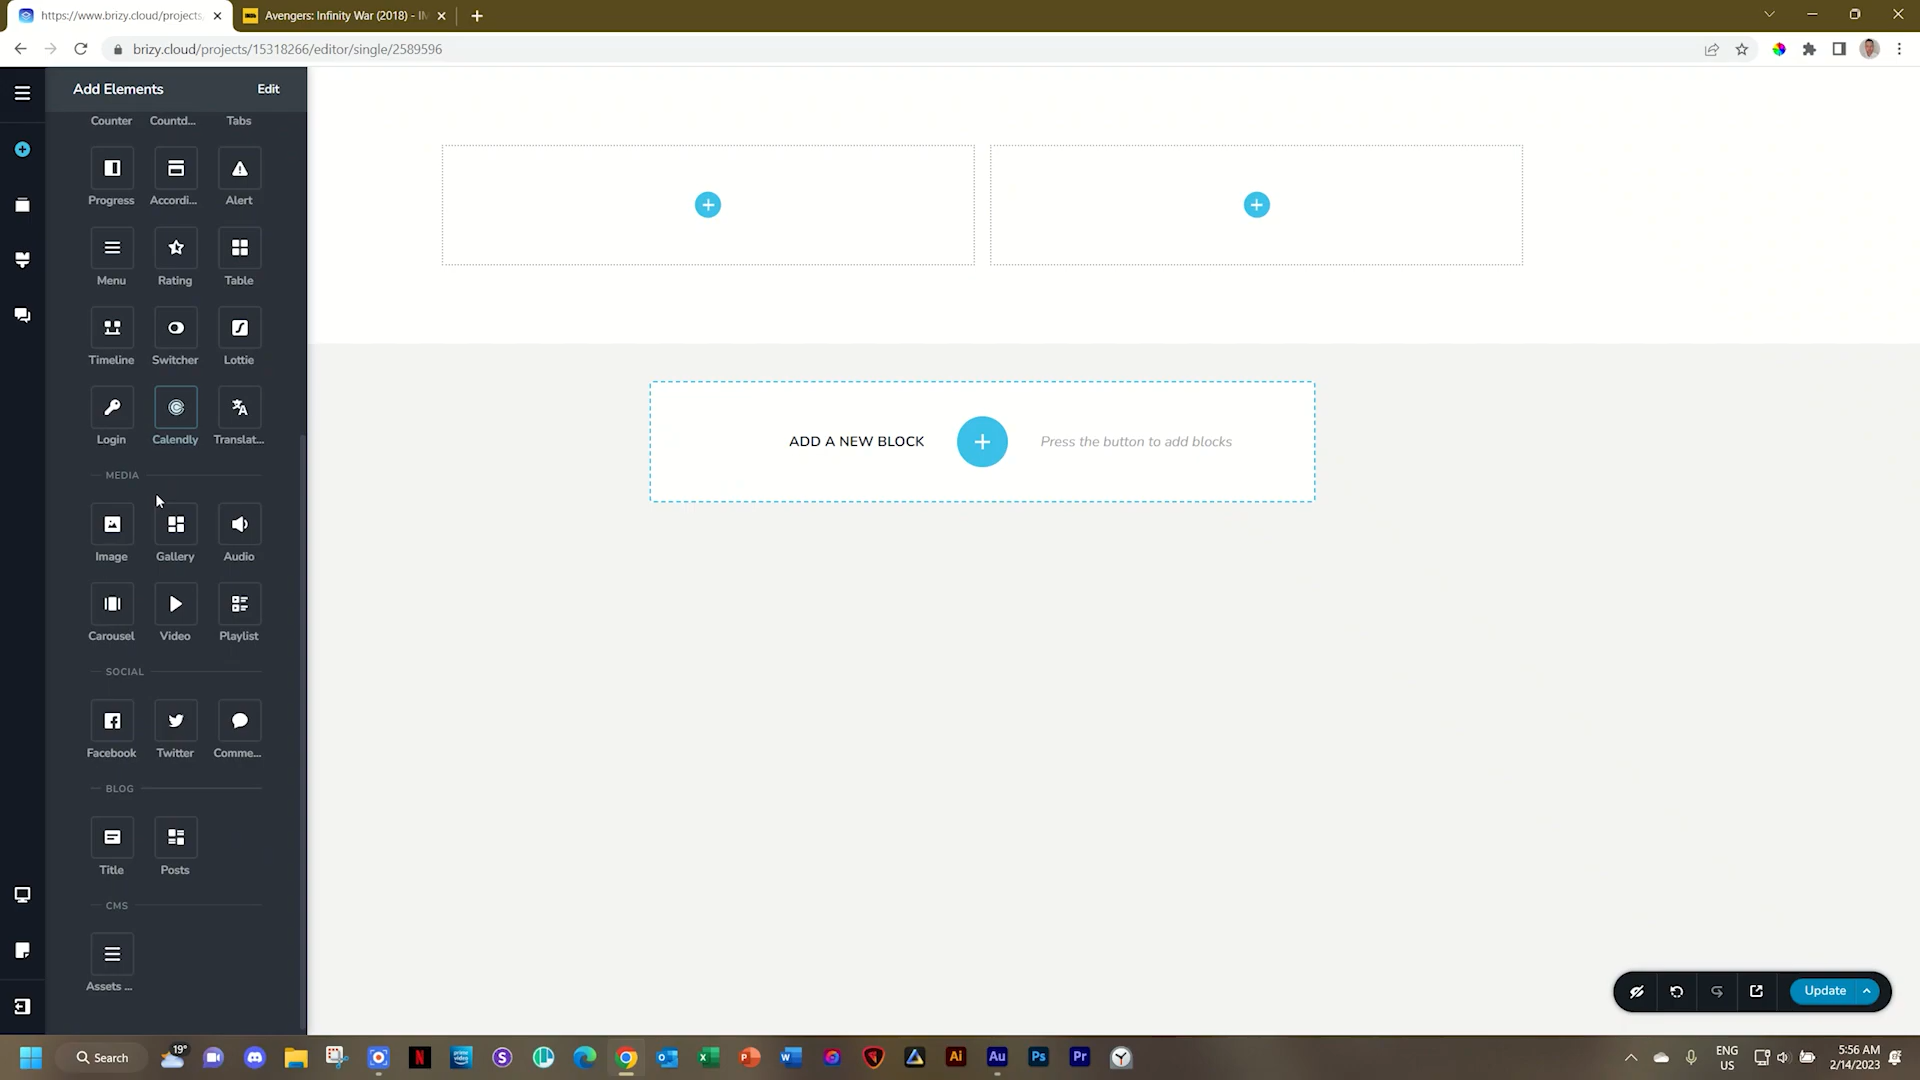 https://www.brizy.cloud/projects
Avengers: Infinity War (2018) - IM
brizy.cloud/projects/15318266/editor/single/2589596
Add Elements
Edit
Counter
Countd...
Tabs
Progress
Accordi...
Alert
Menu
Rating
Table
Timeline
Switcher
Lottie
Login
Calendly
Translat...
MEDIA
Image
Gallery
Audio
Carousel
Video
Playlist
SOCIAL
Facebook
Twitter
Comme...
BLOG
Title
Posts
CMS
Assets ...
ADD A NEW BLOCK
Press the button to add blocks
Update
19°
Search
ENG
US
5:56 AM
2/14/2023